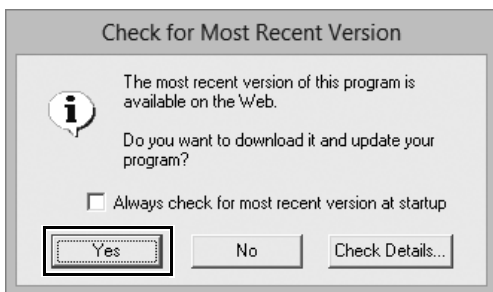 Check for Most Recent Version
The most recent version of this program is
available on the Web.
Do you want to download it and update your
program?
Always check for most recent version at startup
Yes No Check Details...